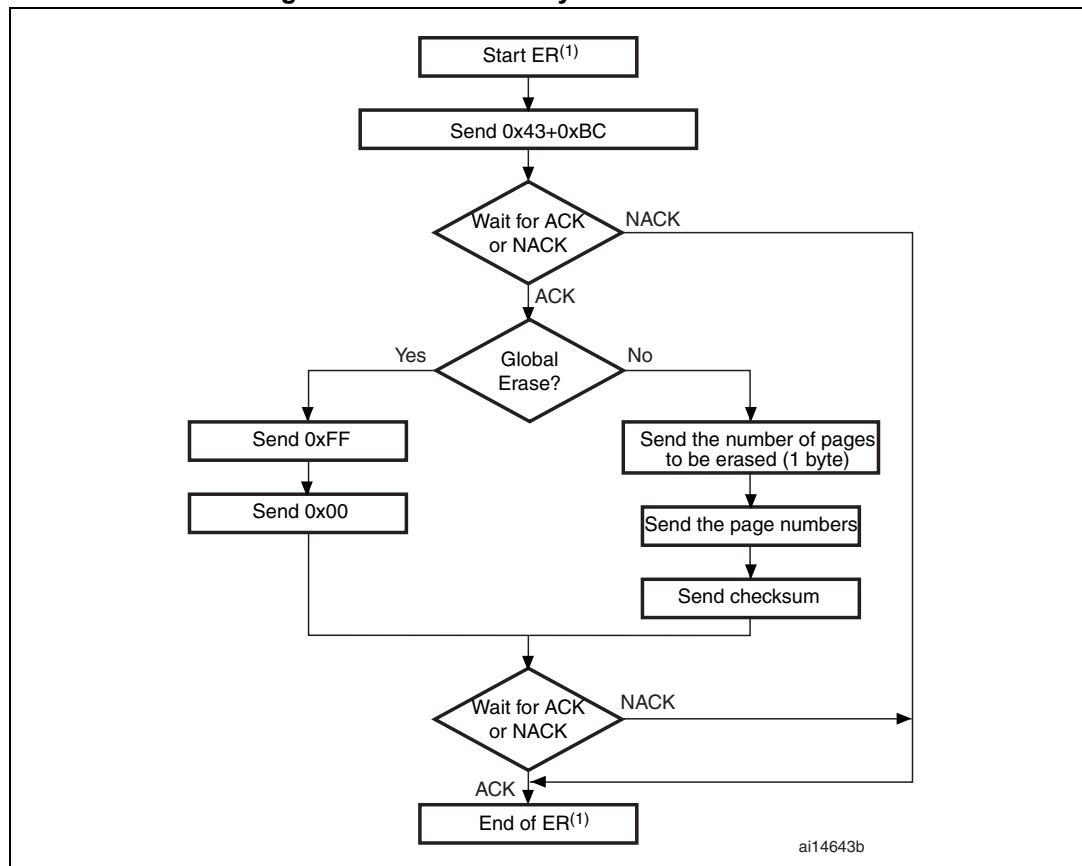 Start ER(1)
Send 0x43+0xBC
Wait for ACK
or NACK
NACK
ACK
Global
Erase?
Yes
No
Send 0xFF
Send 0x00
Send the number of pages
to be erased (1 byte)
Send the page numbers
Send checksum
Wait for ACK
or NACK
NACK
ACK
End of ER(1)
ai14643b